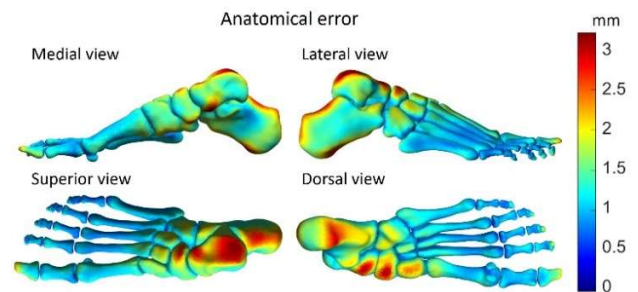 Anatomical error
mm
Medial view
Lateral view
3
2.5
2
1.5
1
0.5
0
Superior view
Dorsal view